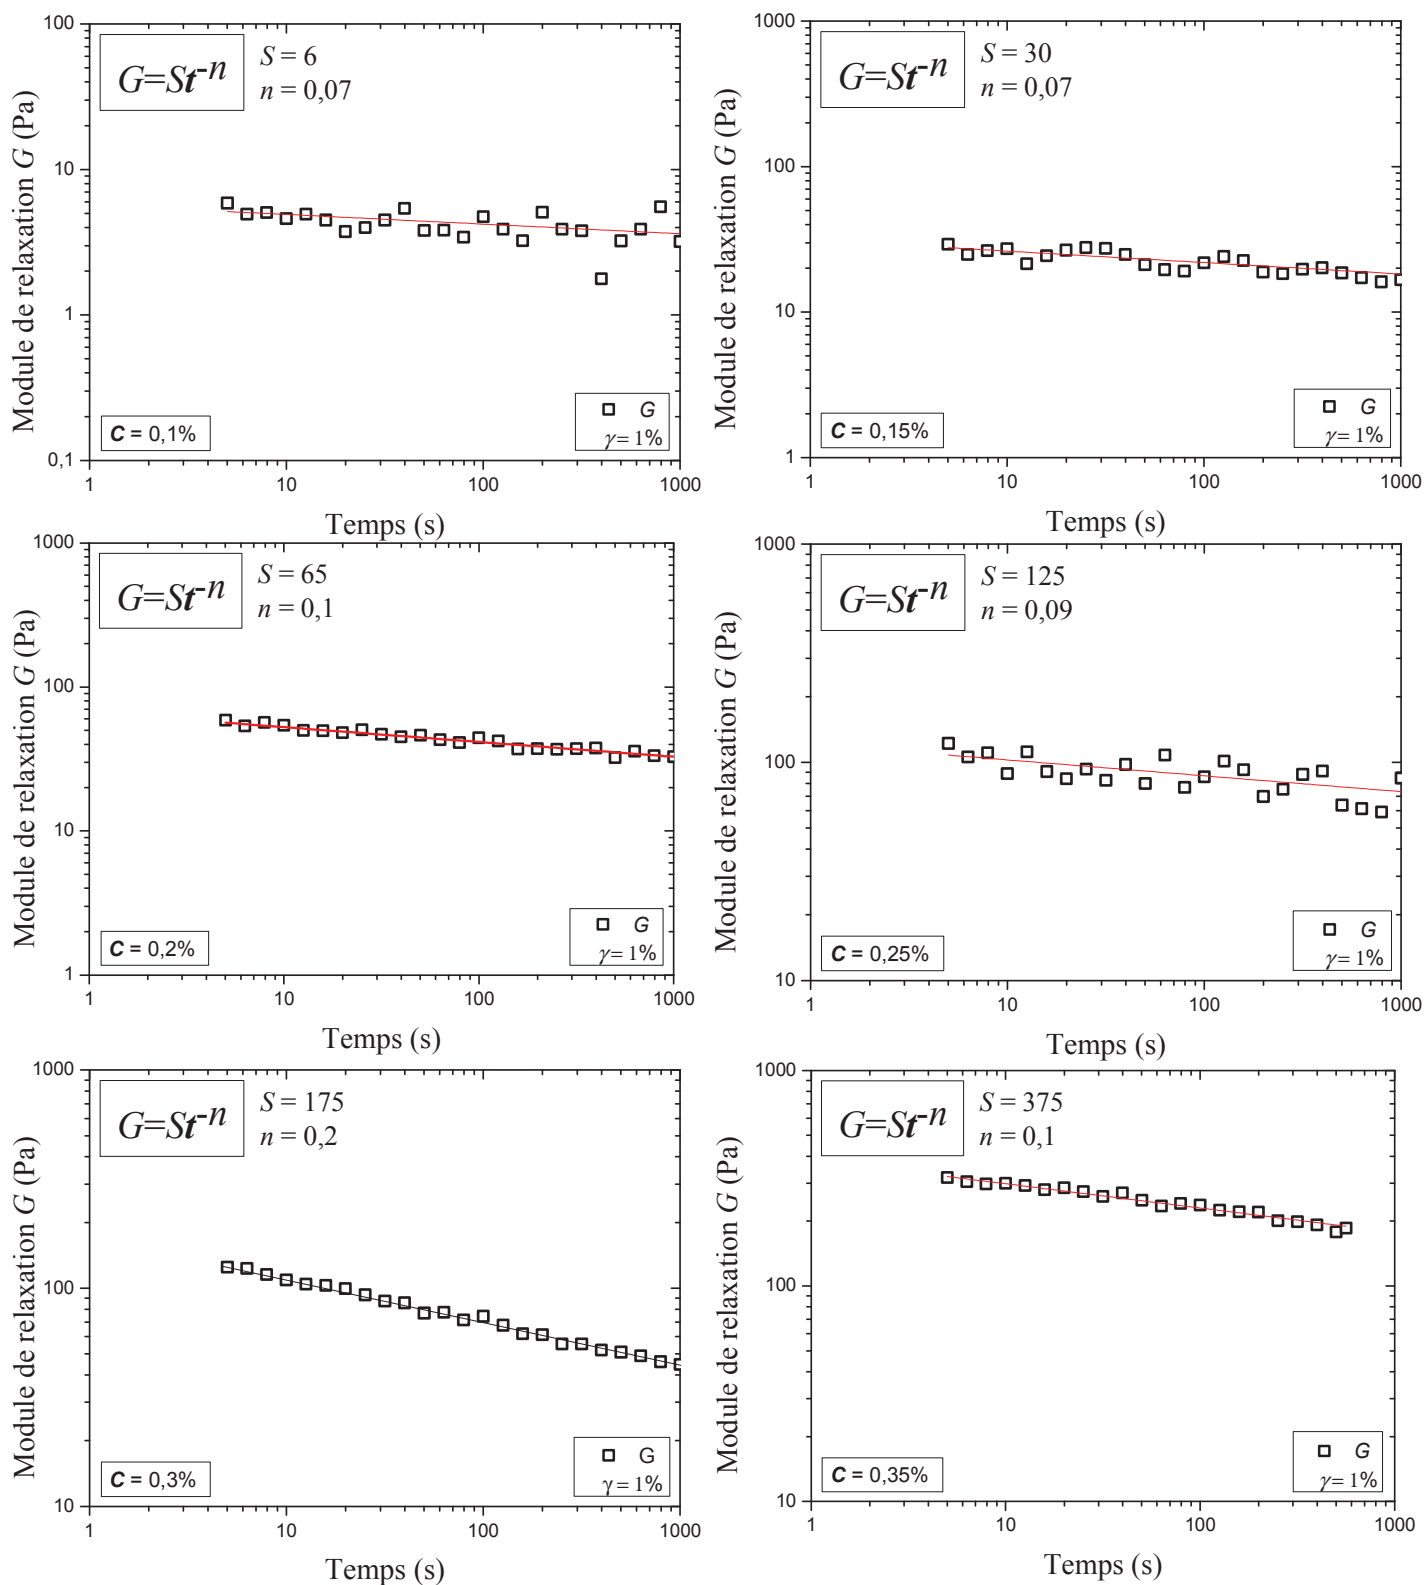 Module de relaxation G (Pa)
100
10
1
0,1
G=St⁻ⁿ
S = 6
n = 0,07
C = 0,1%
G
γ = 1%
1
10
100
1000
Temps (s)
Module de relaxation G (Pa)
1000
100
10
1
G=St⁻ⁿ
S = 30
n = 0,07
C = 0,15%
G
γ = 1%
1
10
100
1000
Temps (s)
Module de relaxation G (Pa)
1000
100
10
1
G=St⁻ⁿ
S = 65
n = 0,1
C = 0,2%
G
γ = 1%
1
10
100
1000
Temps (s)
Module de relaxation G (Pa)
1000
100
10
G=St⁻ⁿ
S = 125
n = 0,09
C = 0,25%
G
γ = 1%
1
10
100
1000
Temps (s)
Module de relaxation G (Pa)
1000
100
10
G=St⁻ⁿ
S = 175
n = 0,2
C = 0,3%
G
γ = 1%
1
10
100
1000
Temps (s)
Module de relaxation G (Pa)
1000
100
10
G=St⁻ⁿ
S = 375
n = 0,1
C = 0,35%
G
γ = 1%
1
10
100
1000
Temps (s)